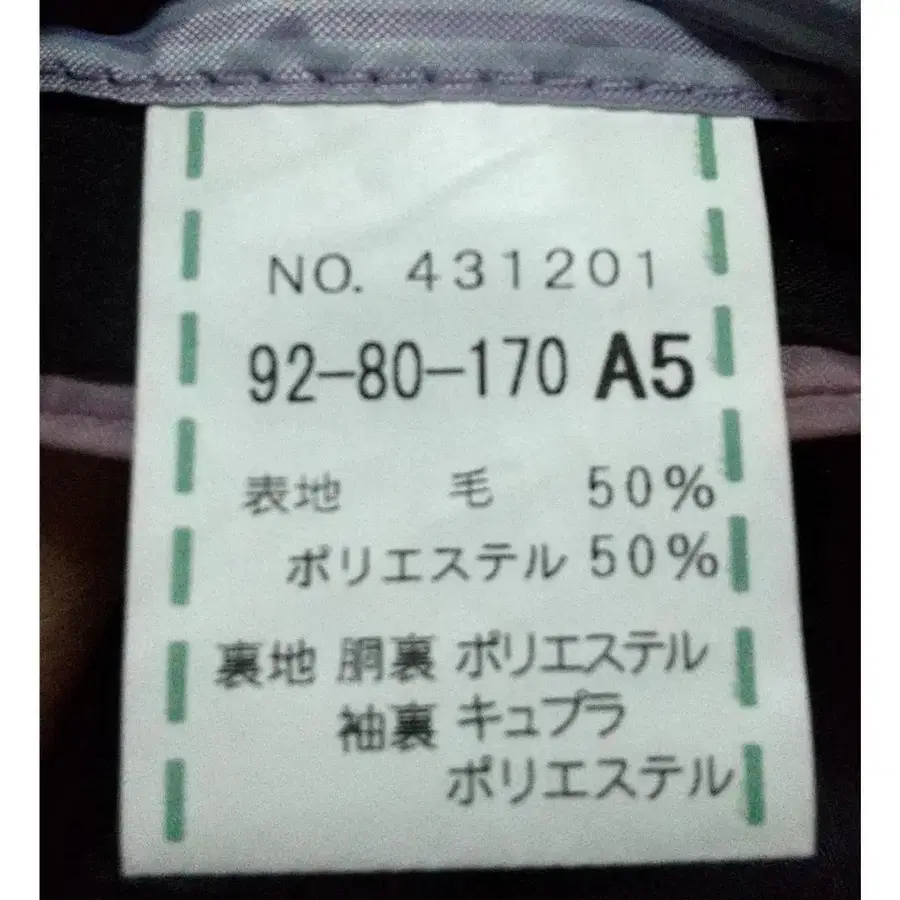 NO. 431201
92-80-170 A5
表地 毛 50%
ポリエステル 50%
裏地 胴裏 ポリエステル
袖裏 キュプラ
ポリエステル